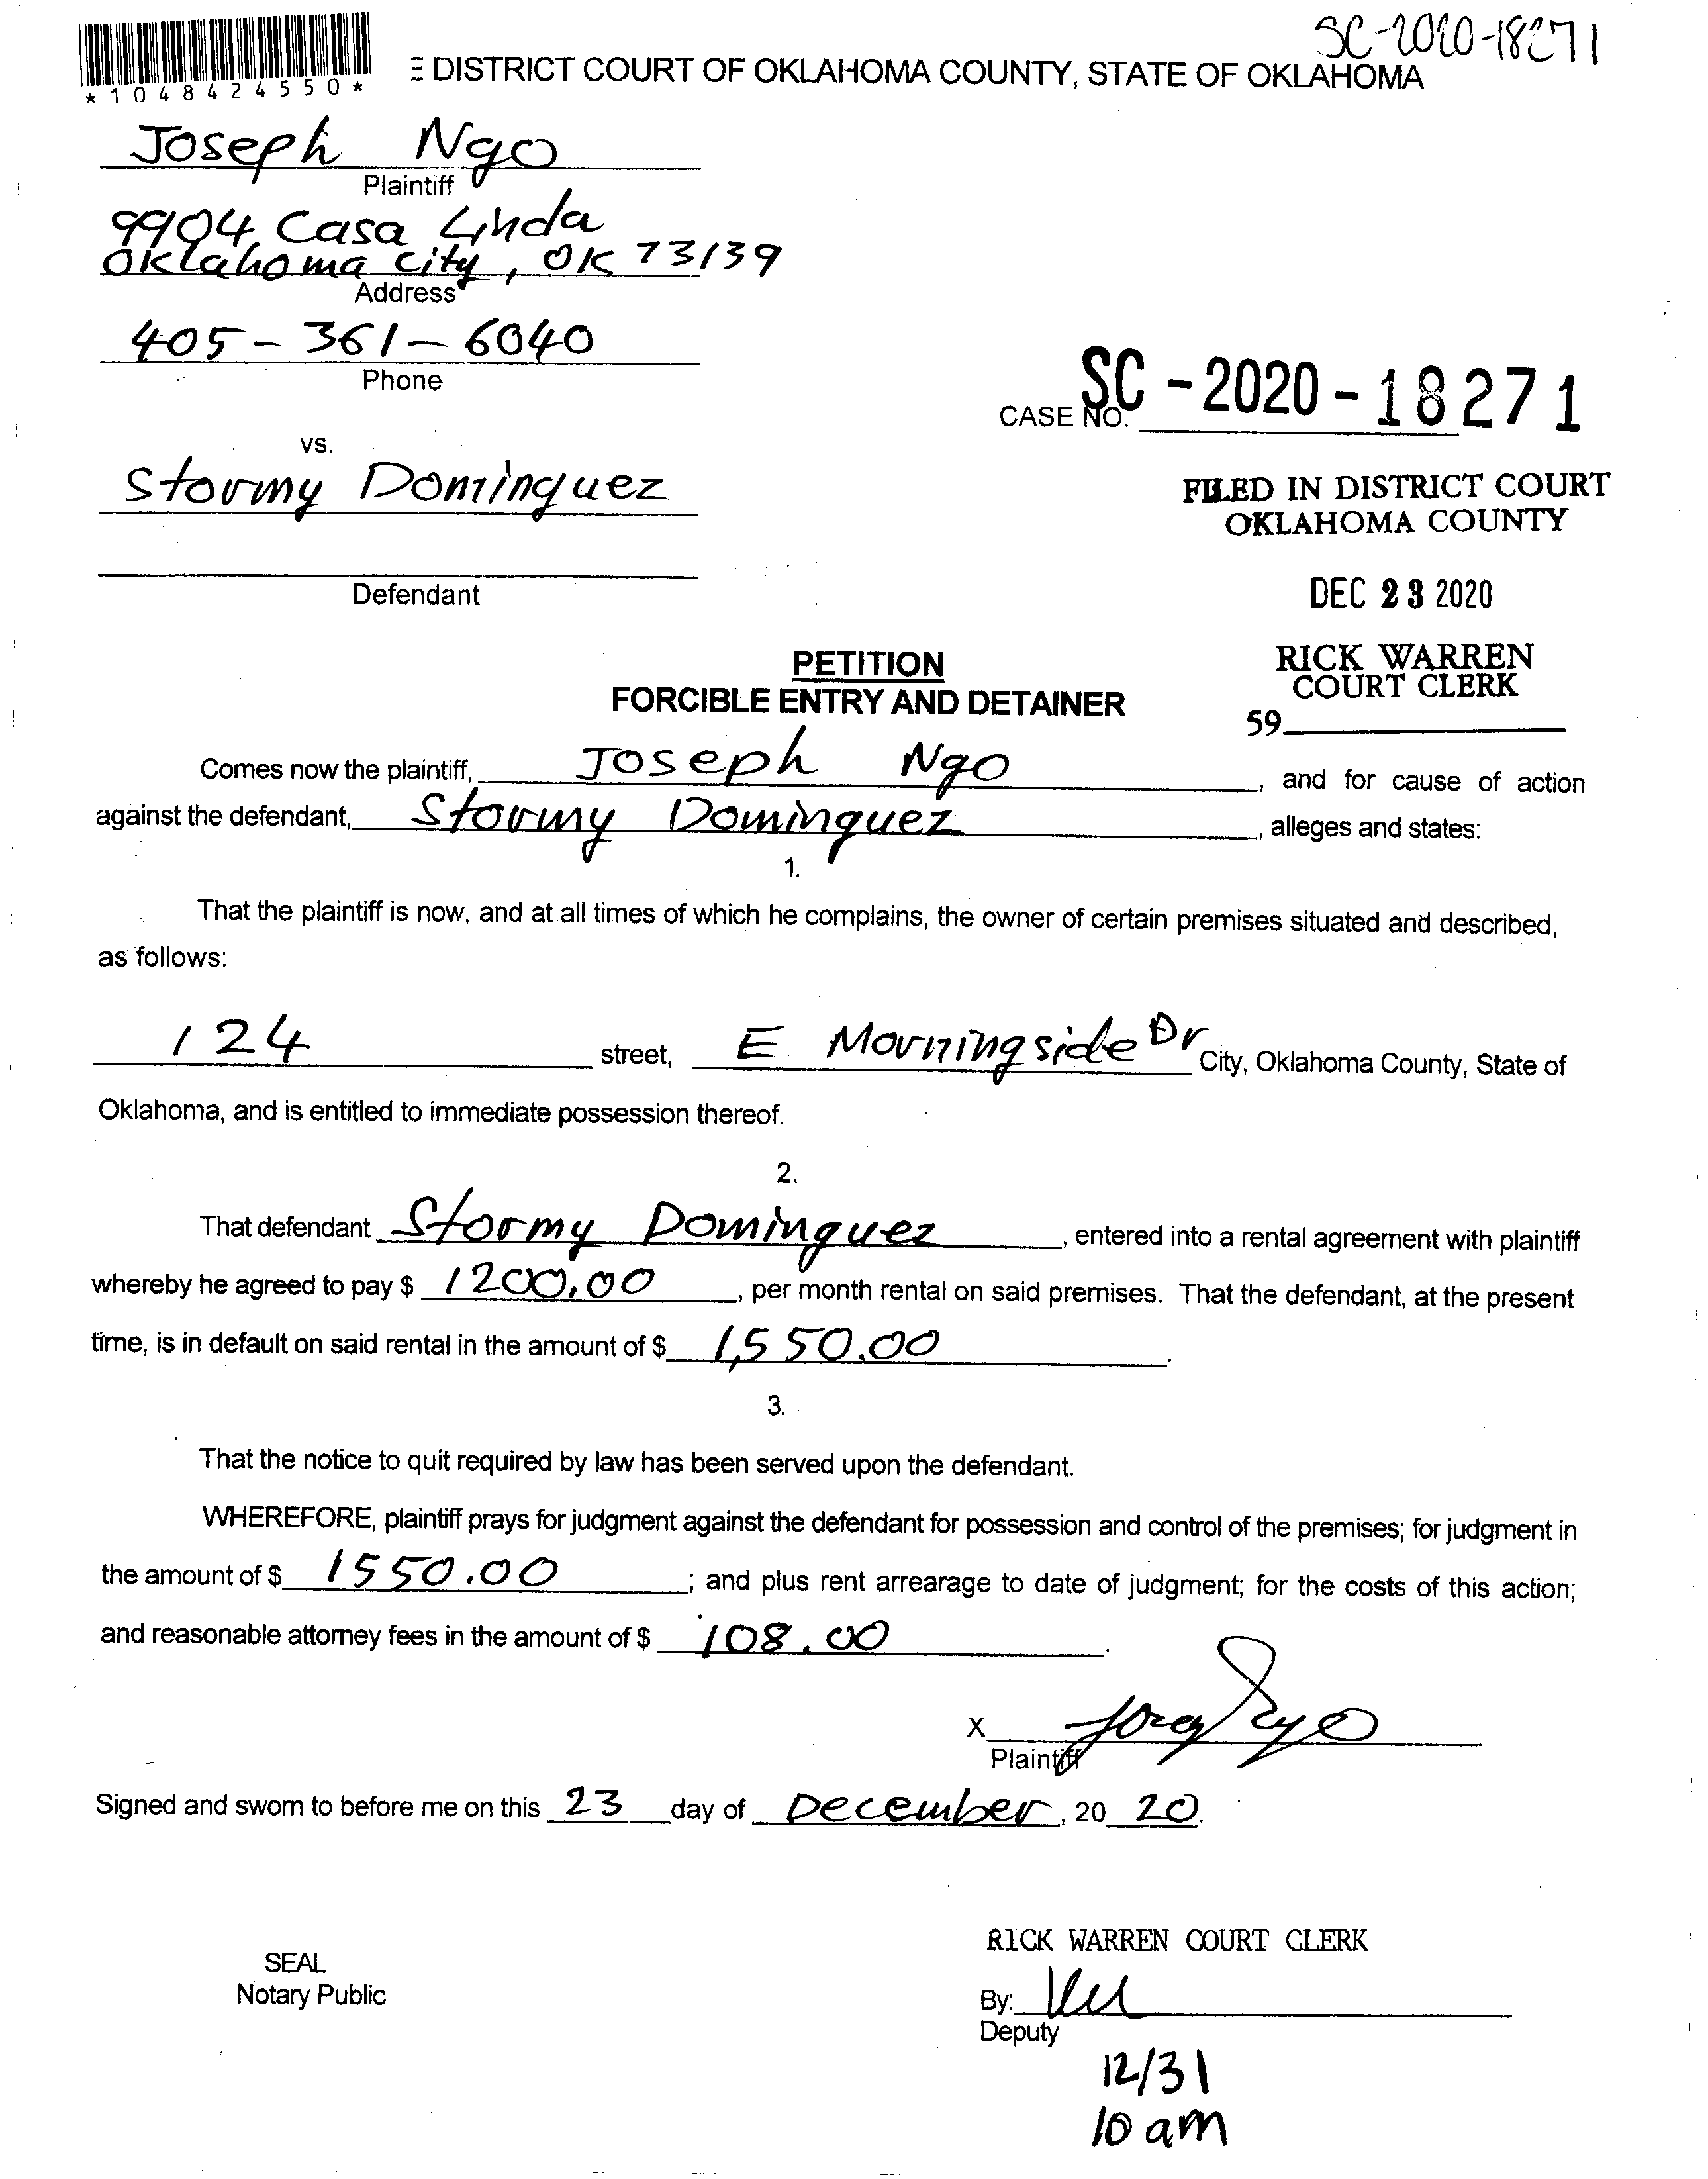 SC-2020-18271
*1048424550*
E DISTRICT COURT OF OKLAHOMA COUNTY, STATE OF OKLAHOMA
Joseph Ngo
Plaintiff
9904 Casa Linda
Oklahoma city, OK 73139
Address
405-361-6040
Phone
CASE NO. SC-2020-18271
vs.
Stormy Dominguez
Defendant
FILED IN DISTRICT COURT
OKLAHOMA COUNTY
DEC 23 2020
RICK WARREN
COURT CLERK
59
PETITION
FORCIBLE ENTRY AND DETAINER
Comes now the plaintiff, Joseph Ngo, and for cause of action
against the defendant, Stormy Dominguez, alleges and states:
1.
That the plaintiff is now, and at all times of which he complains, the owner of certain premises situated and described,
as follows:
124 street, E Morningside Dr City, Oklahoma County, State of
Oklahoma, and is entitled to immediate possession thereof.
2.
That defendant Stormy Dominguez, entered into a rental agreement with plaintiff
whereby he agreed to pay $ 1200.00, per month rental on said premises. That the defendant, at the present
time, is in default on said rental in the amount of $ 1,550.00.
3.
That the notice to quit required by law has been served upon the defendant.
WHEREFORE, plaintiff prays for judgment against the defendant for possession and control of the premises; for judgment in
the amount of $ 1550.00; and plus rent arrearage to date of judgment; for the costs of this action;
and reasonable attorney fees in the amount of $ 108.00.
X
Plaintiff
Signed and sworn to before me on this 23 day of December, 20 20.
RICK WARREN COURT CLERK
SEAL
Notary Public
By:
Deputy
12/31
10 am